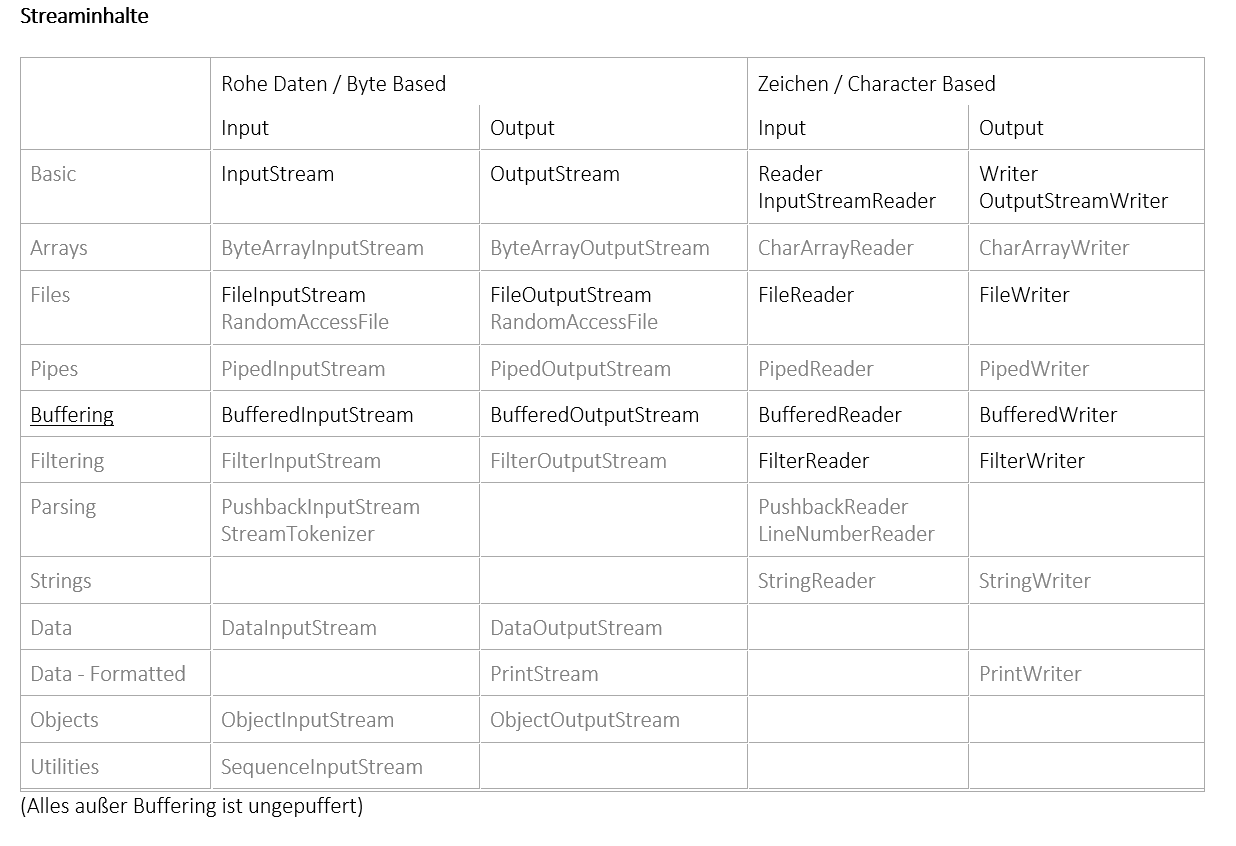 Streaminhalte
Rohe Daten / Byte Based Zeichen / Character Based
Input Output Input Output
Basic InputStream OutputStream Reader Writer
InputStreamReader OutputStreamWriter
Arrays ByteArrayInputStream ByteArrayOutputStream CharArrayReader CharArrayWriter
Files FileInputStream FileOutputStream FileReader FileWriter
RandomAccessFile RandomAccessFile
Pipes PipedInputStream PipedOutputStream PipedReader PipedWriter
Buffering BufferedInputStream BufferedOutputStream BufferedReader BufferedWriter
Filtering FilterInputStream FilterOutputStream FilterReader FilterWriter
Parsing PushbackInputStream PushbackReader
StreamTokenizer LineNumberReader
Strings StringReader StringWriter
Data DataInputStream DataOutputStream
Data - Formatted PrintStream PrintWriter
Objects ObjectInputStream ObjectOutputStream
Utilities SequenceInputStream
(Alles außer Buffering ist ungepuffert)